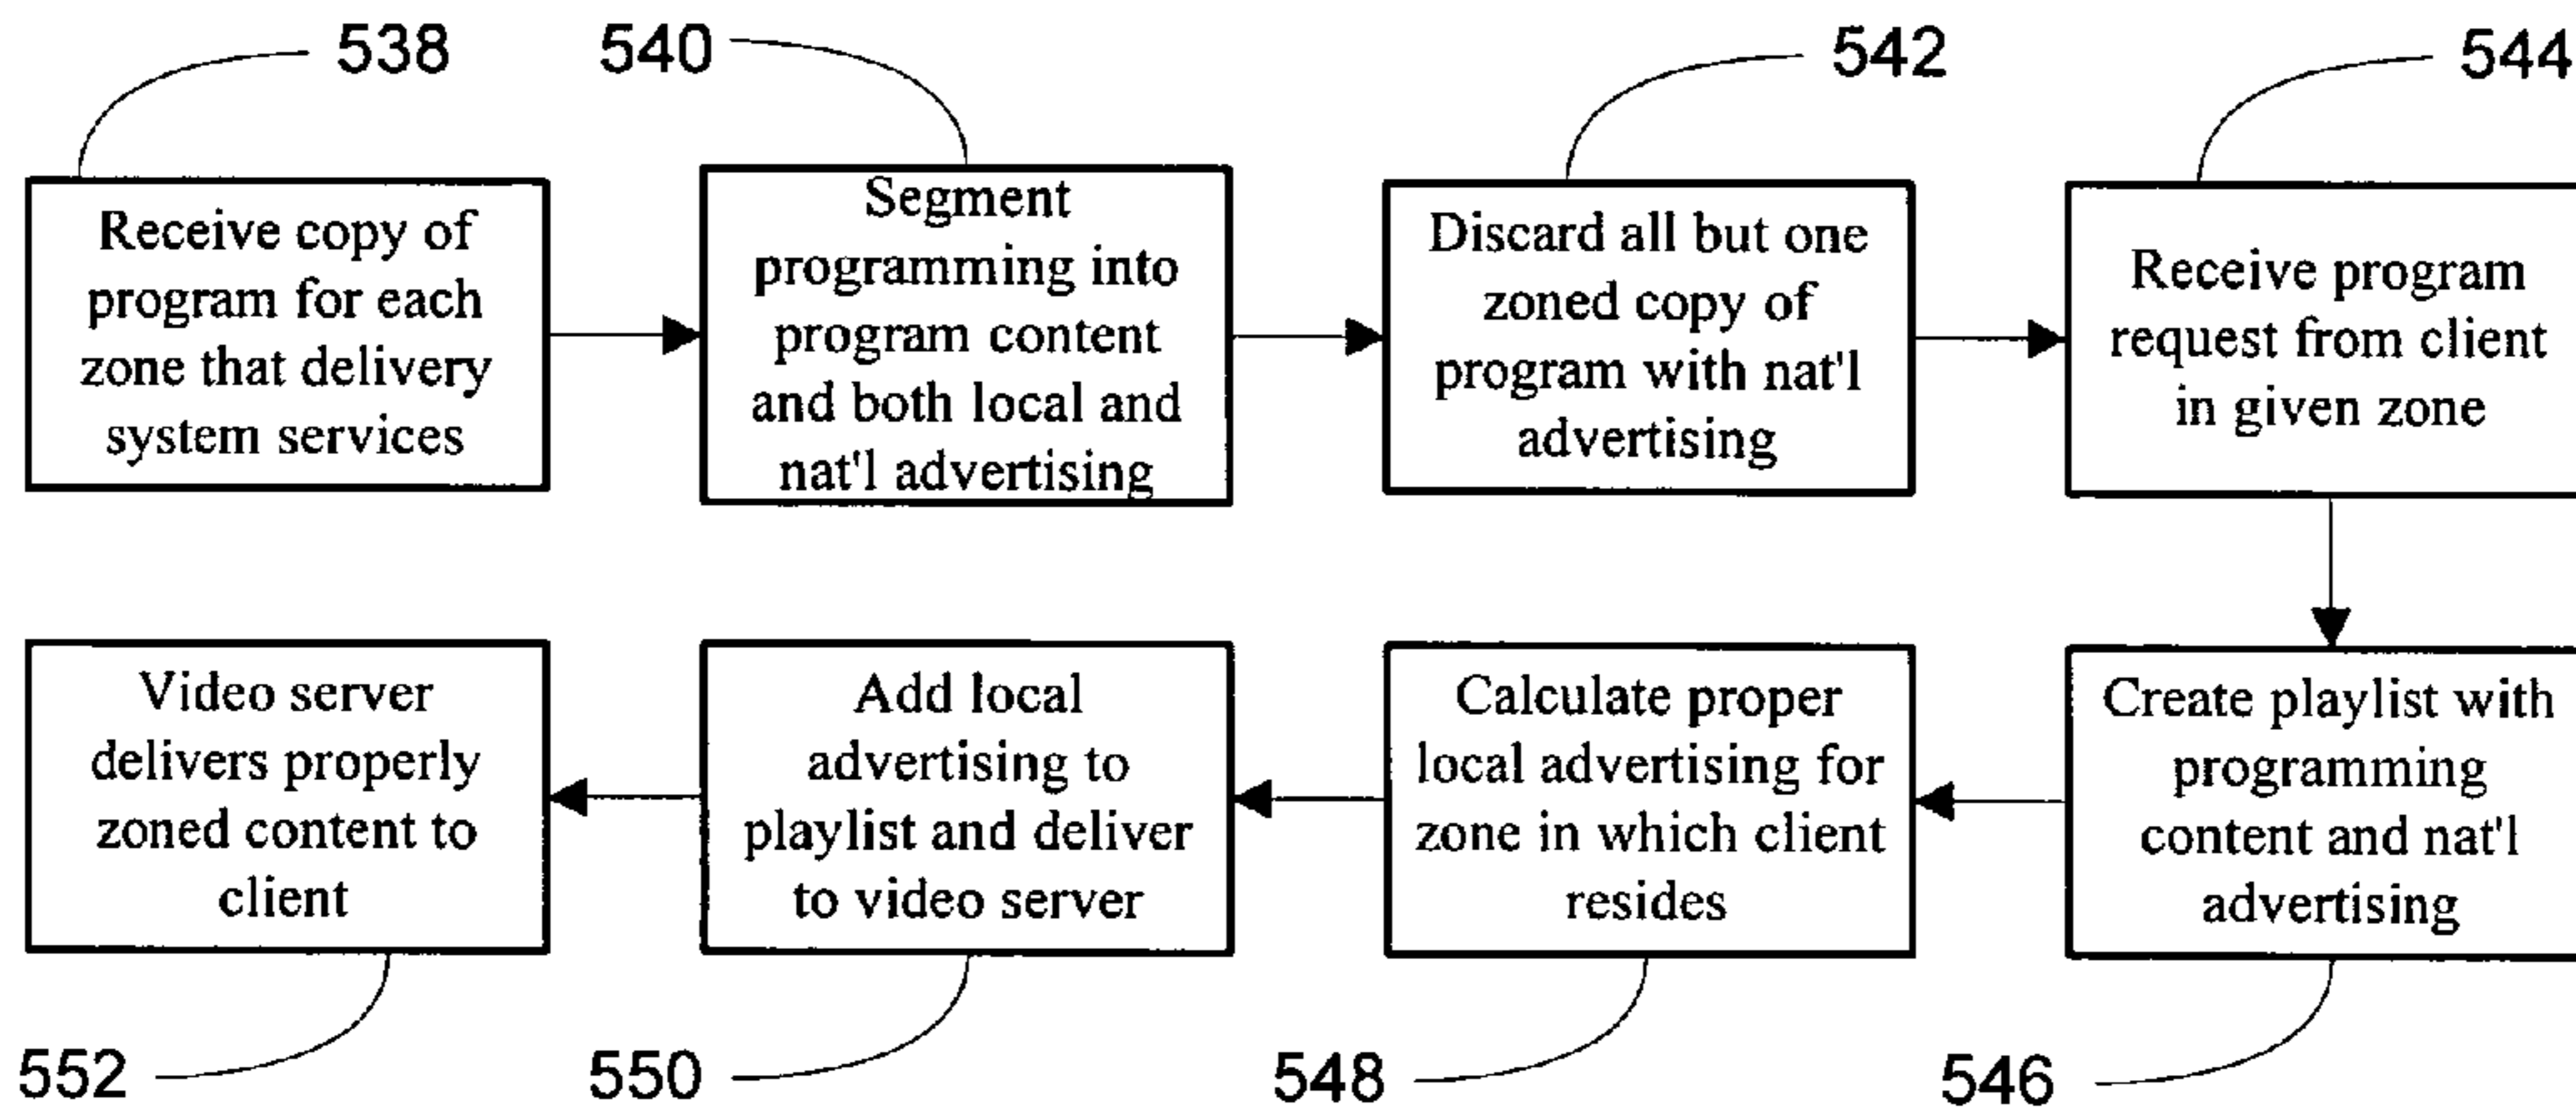 538
540
542
544
Receive copy of
program for each
zone that delivery
system services
Segment
programming into
program content
and both local and
nat'l advertising
Discard all but one
zoned copy of
program with nat'l
advertising
Receive program
request from client
in given zone
Video server
delivers properly
zoned content to
client
Add local
advertising to
playlist and deliver
to video server
Calculate proper
local advertising for
zone in which client
resides
Create playlist with
programming
content and nat'l
advertising
552
550
548
546